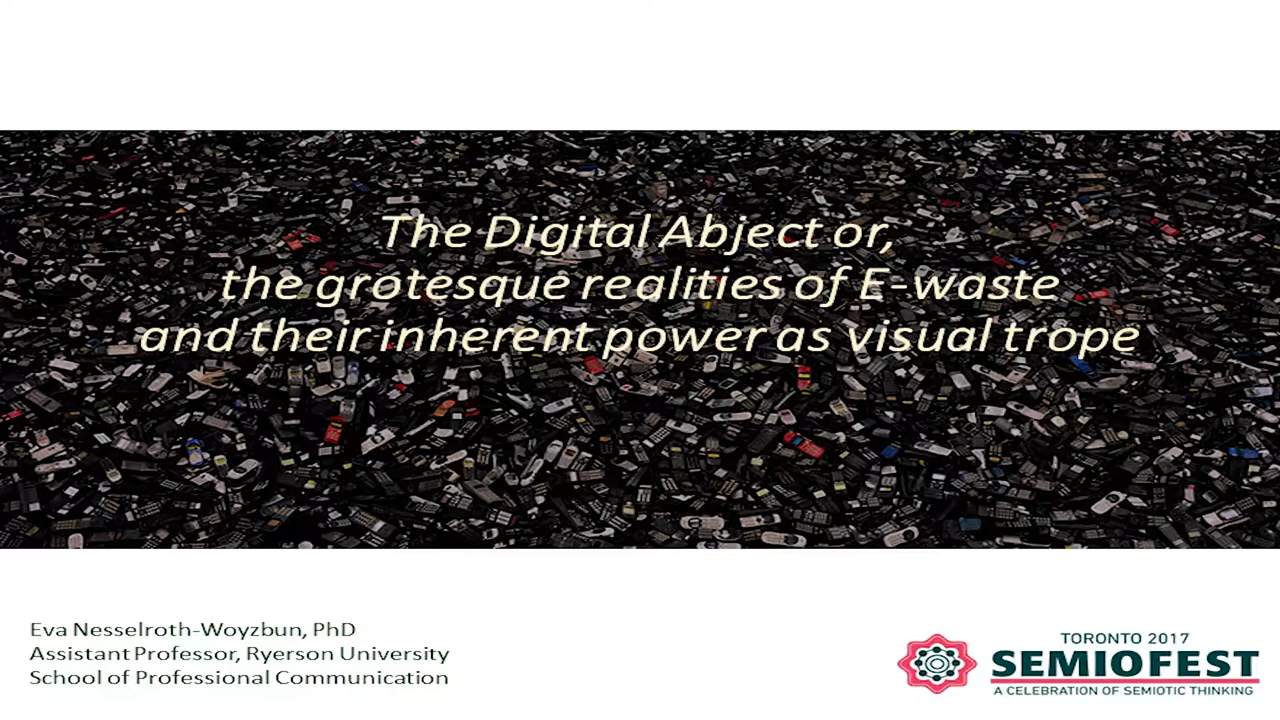 The Digital Abject or,
the grotesque realities of E-waste
and their inherent power as visual trope
Eva Nesselroth-Woyzbun, PhD
Assistant Professor, Ryerson University
School of Professional Communication
TORONTO 2017
SEMIOFEST
A CELEBRATION OF SEMIOTIC THINKING